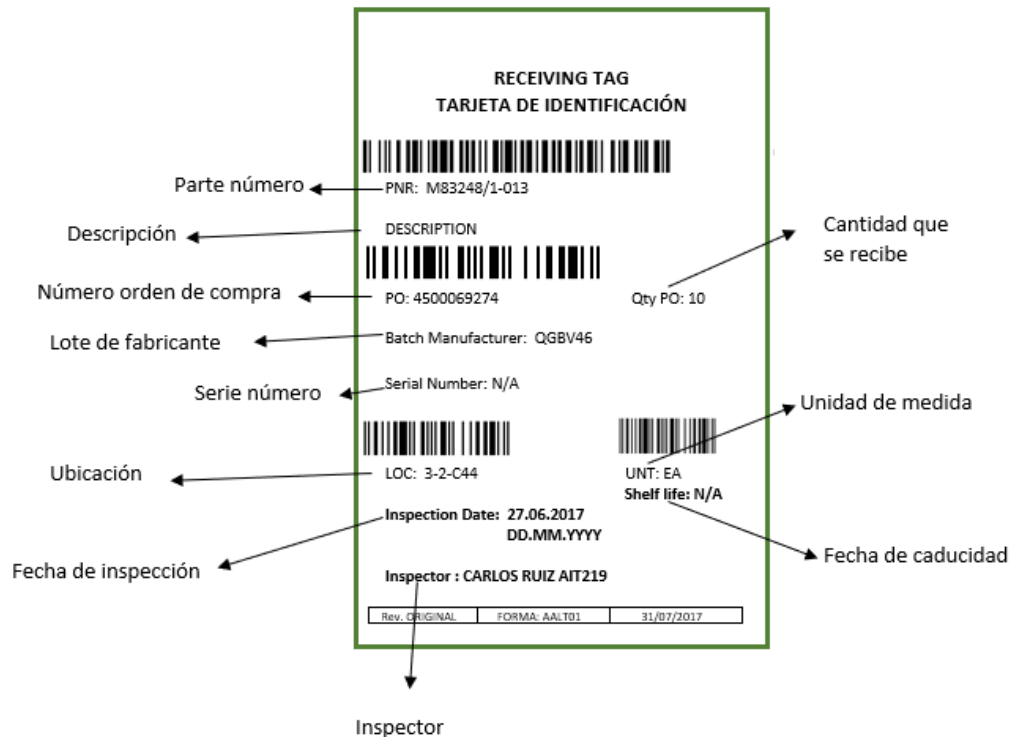 RECEIVING TAG
TARJETA DE IDENTIFICACIÓN
Parte número
PNR: M83248/1-013
Descripción
DESCRIPTION
Cantidad que
se recibe
Número orden de compra
PO: 4500069274
Qty PO: 10
Lote de fabricante
Batch Manufacturer: QGBV46
Serie número
Serial Number: N/A
Unidad de medida
Ubicación
LOC: 3-2-C44
UNT: EA
Shelf life: N/A
Inspection Date: 27.06.2017
DD.MM.YYYY
Fecha de caducidad
Fecha de inspección
Inspector : CARLOS RUIZ AIT219
Rev. ORIGINAL FORMA: AALT01 31/07/2017
Inspector